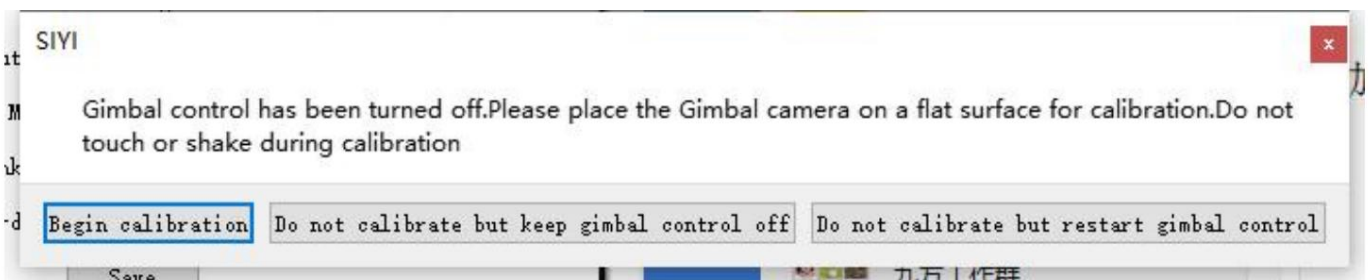 SIYI
x
Gimbal control has been turned off.Please place the Gimbal camera on a flat surface for calibration.Do not
touch or shake during calibration
Begin calibration
Do not calibrate but keep gimbal control off
Do not calibrate but restart gimbal control
Save